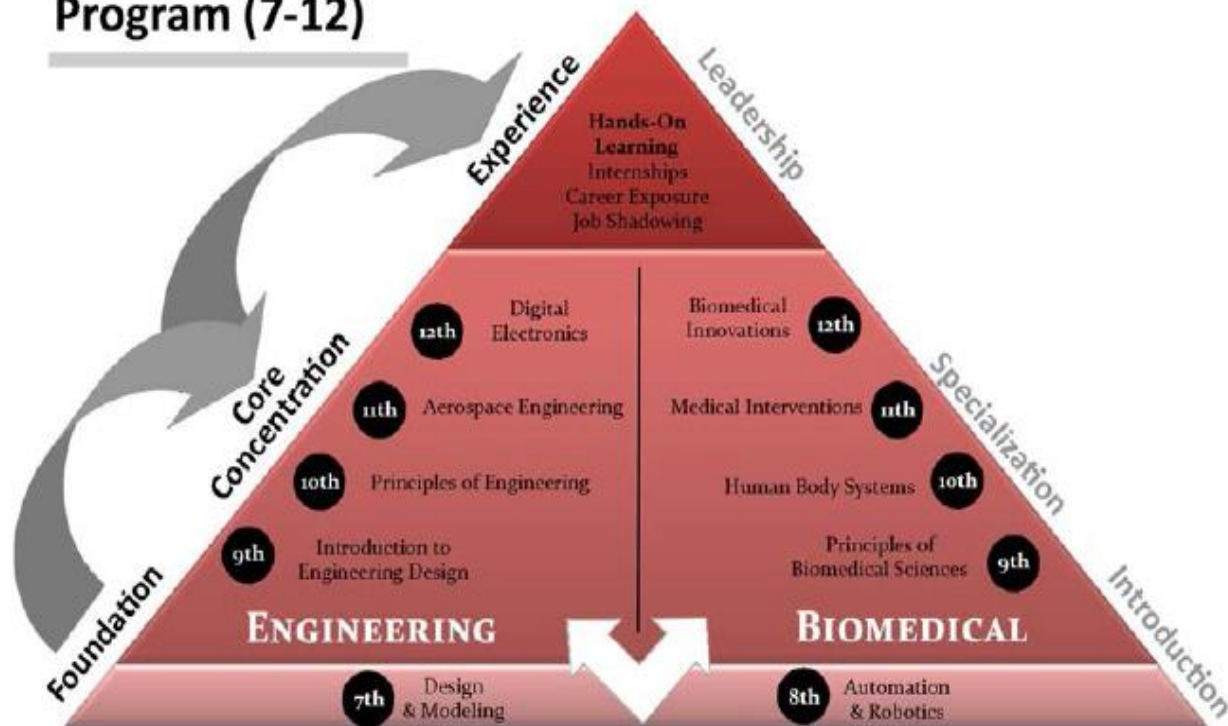 Program (7-12)
Experience
Leadership
Hands-On
Learning
Internships
Career Exposure
Job Shadowing
Core
Concentration
Specialization
12th
Digital
Electronics
Biomedical
Innovations
12th
11th
Aerospace Engineering
Medical Interventions
11th
10th
Principles of Engineering
Human Body Systems
10th
9th
Introduction to
Engineering Design
Principles of
Biomedical Sciences
9th
Foundation
ENGINEERING
BIOMEDICAL
Introduction
7th
Design
& Modeling
8th
Automation
& Robotics